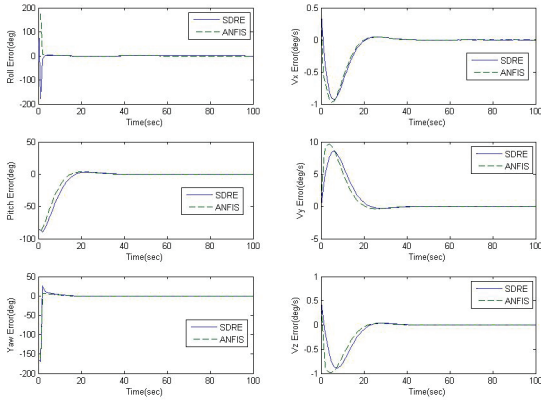 200
100
0
-100
-200
0 20 40 60 80 100
Roll Error(deg)
Time(sec)
SDRE
ANFIS
0.5
0
-0.5
-1
0 20 40 60 80 100
Vx Error(deg/s)
Time(sec)
SDRE
ANFIS
50
0
-50
-100
0 20 40 60 80 100
Pitch Error(deg)
Time(sec)
SDRE
ANFIS
10
5
0
-5
0 20 40 60 80 100
Vy Error(deg/s)
Time(sec)
SDRE
ANFIS
50
0
-50
-100
-150
-200
0 20 40 60 80 100
Yaw Error(deg)
Time(sec)
SDRE
ANFIS
1
0.5
0
-0.5
-1
0 20 40 60 80 100
Vz Error(deg/s)
Time(sec)
SDRE
ANFIS